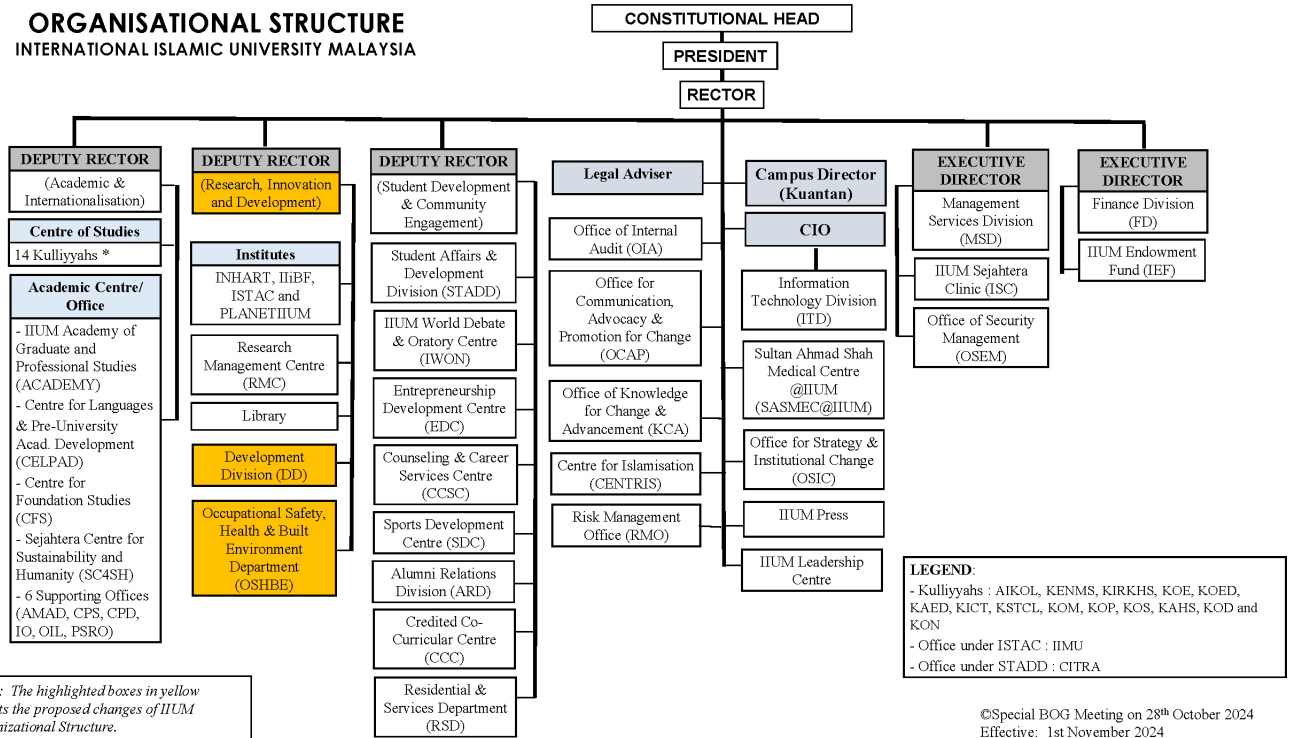 ORGANISATIONAL STRUCTURE
INTERNATIONAL ISLAMIC UNIVERSITY MALAYSIA
CONSTITUTIONAL HEAD
PRESIDENT
RECTOR
DEPUTY RECTOR
(Academic &
Internationalisation)
Centre of Studies
14 Kulliyyahs *
Academic Centre/
Office
- IIUM Academy of
Graduate and
Professional Studies
(ACADEMY)
- Centre for Languages
& Pre-University
Acad. Development
(CELPAD)
- Centre for
Foundation Studies
(CFS)
- Sejahtera Centre for
Sustainability and
Humanity (SC4SH)
- 6 Supporting Offices
(AMAD, CPS, CPD,
IO, OIL, PSRO)
DEPUTY RECTOR
(Research, Innovation
and Development)
Institutes
INHART, IIiBF,
ISTAC and
PLANETIIUM
Research
Management Centre
(RMC)
Library
Development
Division (DD)
Occupational Safety,
Health & Built
Environment
Department
(OSHBE)
DEPUTY RECTOR
(Student Development
& Community
Engagement)
Student Affairs &
Development
Division (STADD)
IIUM World Debate
& Oratory Centre
(IWON)
Entrepreneurship
Development Centre
(EDC)
Counseling & Career
Services Centre
(CCSC)
Sports Development
Centre (SDC)
Alumni Relations
Division (ARD)
Credited Co-
Curricular Centre
(CCC)
Residential &
Services Department
(RSD)
Legal Adviser
Office of Internal
Audit (OIA)
Office for
Communication,
Advocacy &
Promotion for Change
(OCAP)
Office of Knowledge
for Change &
Advancement (KCA)
Centre for Islamisation
(CENTRIS)
Risk Management
Office (RMO)
Campus Director
(Kuantan)
CIO
Information
Technology Division
(ITD)
Sultan Ahmad Shah
Medical Centre
@IIUM
(SASMEC@IIUM)
Office for Strategy &
Institutional Change
(OSIC)
IIUM Press
IIUM Leadership
Centre
EXECUTIVE
DIRECTOR
Management
Services Division
(MSD)
IIUM Sejahtera
Clinic (ISC)
Office of Security
Management
(OSEM)
EXECUTIVE
DIRECTOR
Finance Division
(FD)
IIUM Endowment
Fund (IEF)
LEGEND:
- Kulliyyahs : AIKOL, KENMS, KIRKHS, KOE, KOED,
KAED, KICT, KSTCL, KOM, KOP, KOS, KAHS, KOD and
KON
- Office under ISTAC : IIMU
- Office under STADD : CITRA
: The highlighted boxes in yellow
ts the proposed changes of IIUM
nizational Structure.
©Special BOG Meeting on 28th October 2024
Effective: 1st November 2024